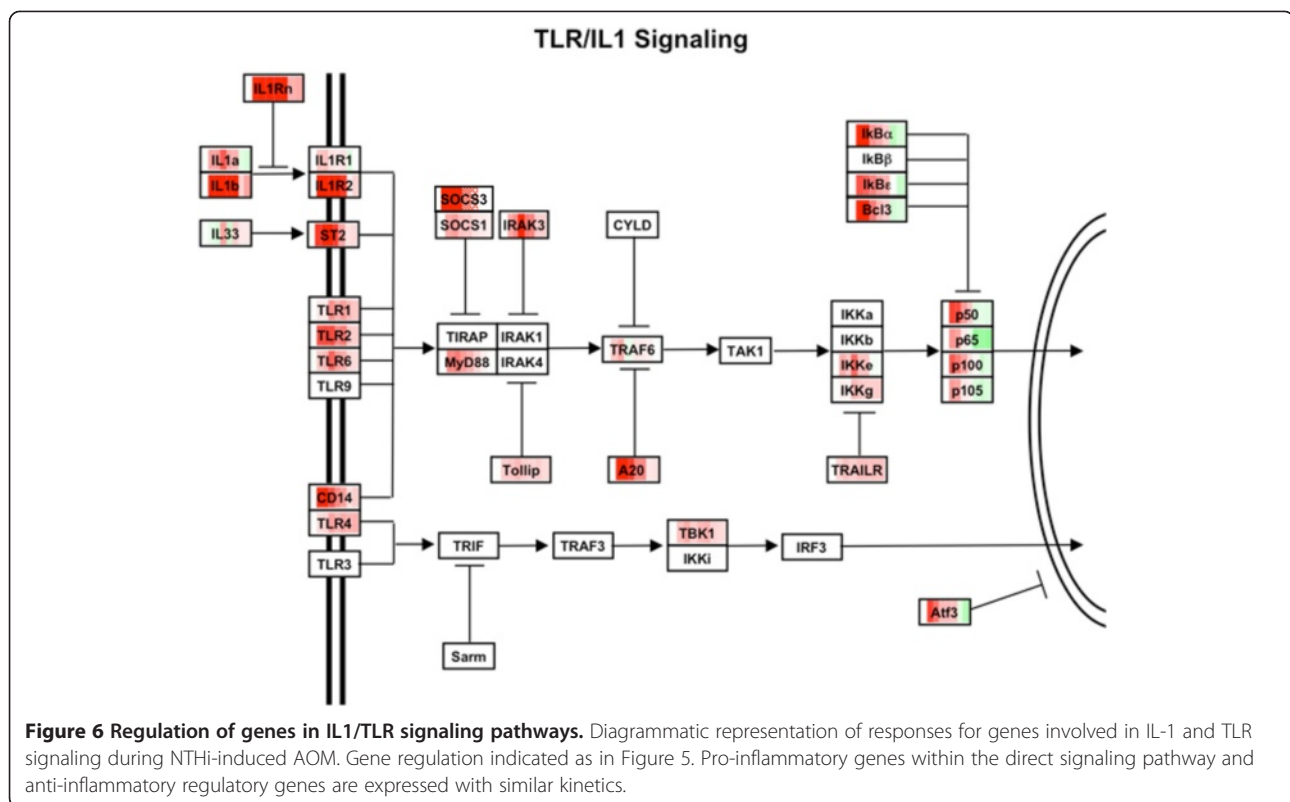 TLR/IL1 Signaling
IL1Rn
IL1a
IL1b
IL1R1
IL1R2
IL33
ST2
TLR1
TLR2
TLR6
TLR9
CD14
TLR4
TLR3
SOCS3
SOCS1
IRAK3
TIRAP
IRAK1
MyD88
IRAK4
Tollip
CYLD
TRAF6
A20
TAK1
IKKa
IKKb
IKKe
IKKg
TRAILR
IkBα
IkBβ
IkBε
Bcl3
p50
p65
p100
p105
TRIF
TRAF3
TBK1
IKKi
IRF3
Sarm
Atf3
Figure 6 Regulation of genes in IL1/TLR signaling pathways. Diagrammatic representation of responses for genes involved in IL-1 and TLR
signaling during NTHi-induced AOM. Gene regulation indicated as in Figure 5. Pro-inflammatory genes within the direct signaling pathway and
anti-inflammatory regulatory genes are expressed with similar kinetics.